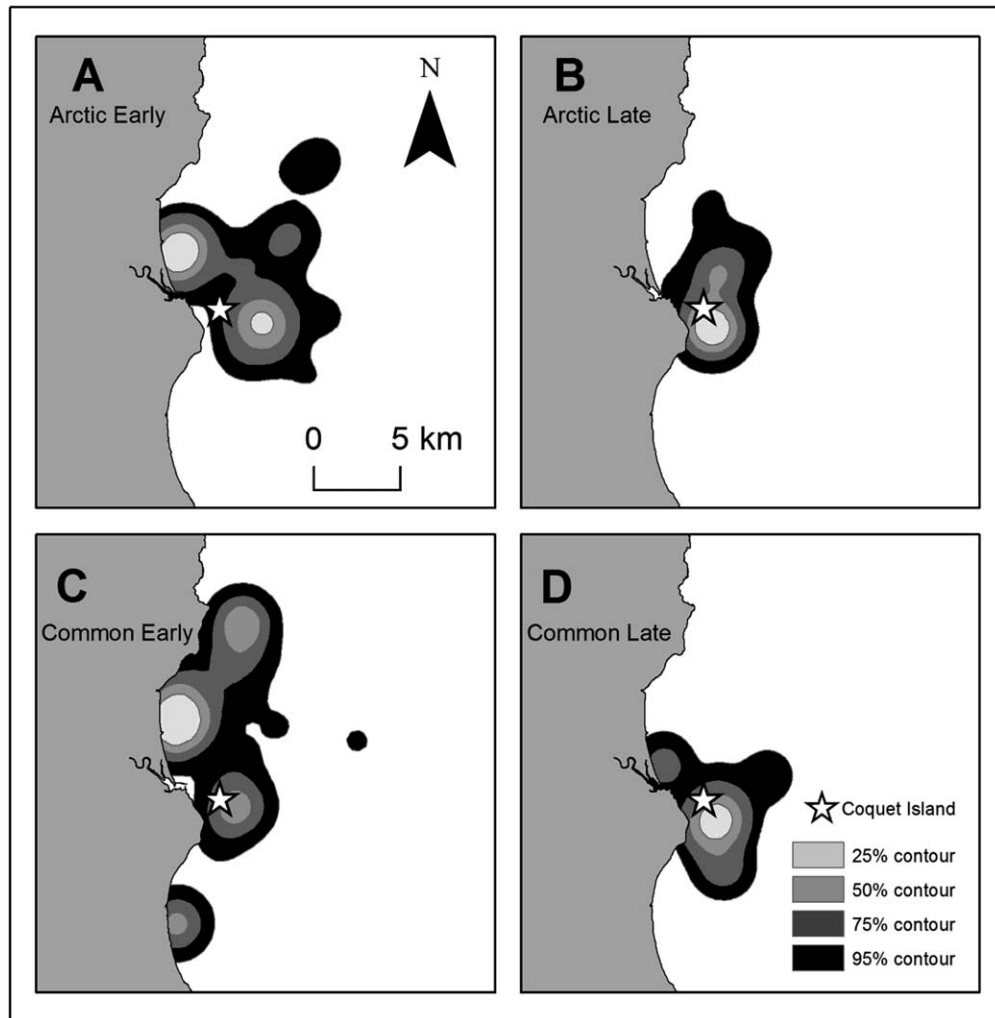 A
Arctic Early
N
0 5 km
B
Arctic Late
C
Common Early
D
Common Late
Coquet Island
25% contour
50% contour
75% contour
95% contour